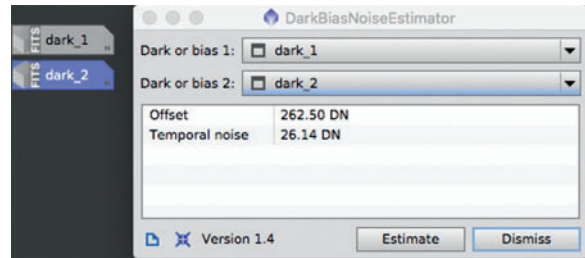 DarkBiasNoiseEstimator
FITS dark_1 N
Dark or bias 1: dark_1
FITS dark_2 N
Dark or bias 2: dark_2
Offset 262.50 DN
Temporal noise 26.14 DN
Version 1.4 Estimate Dismiss